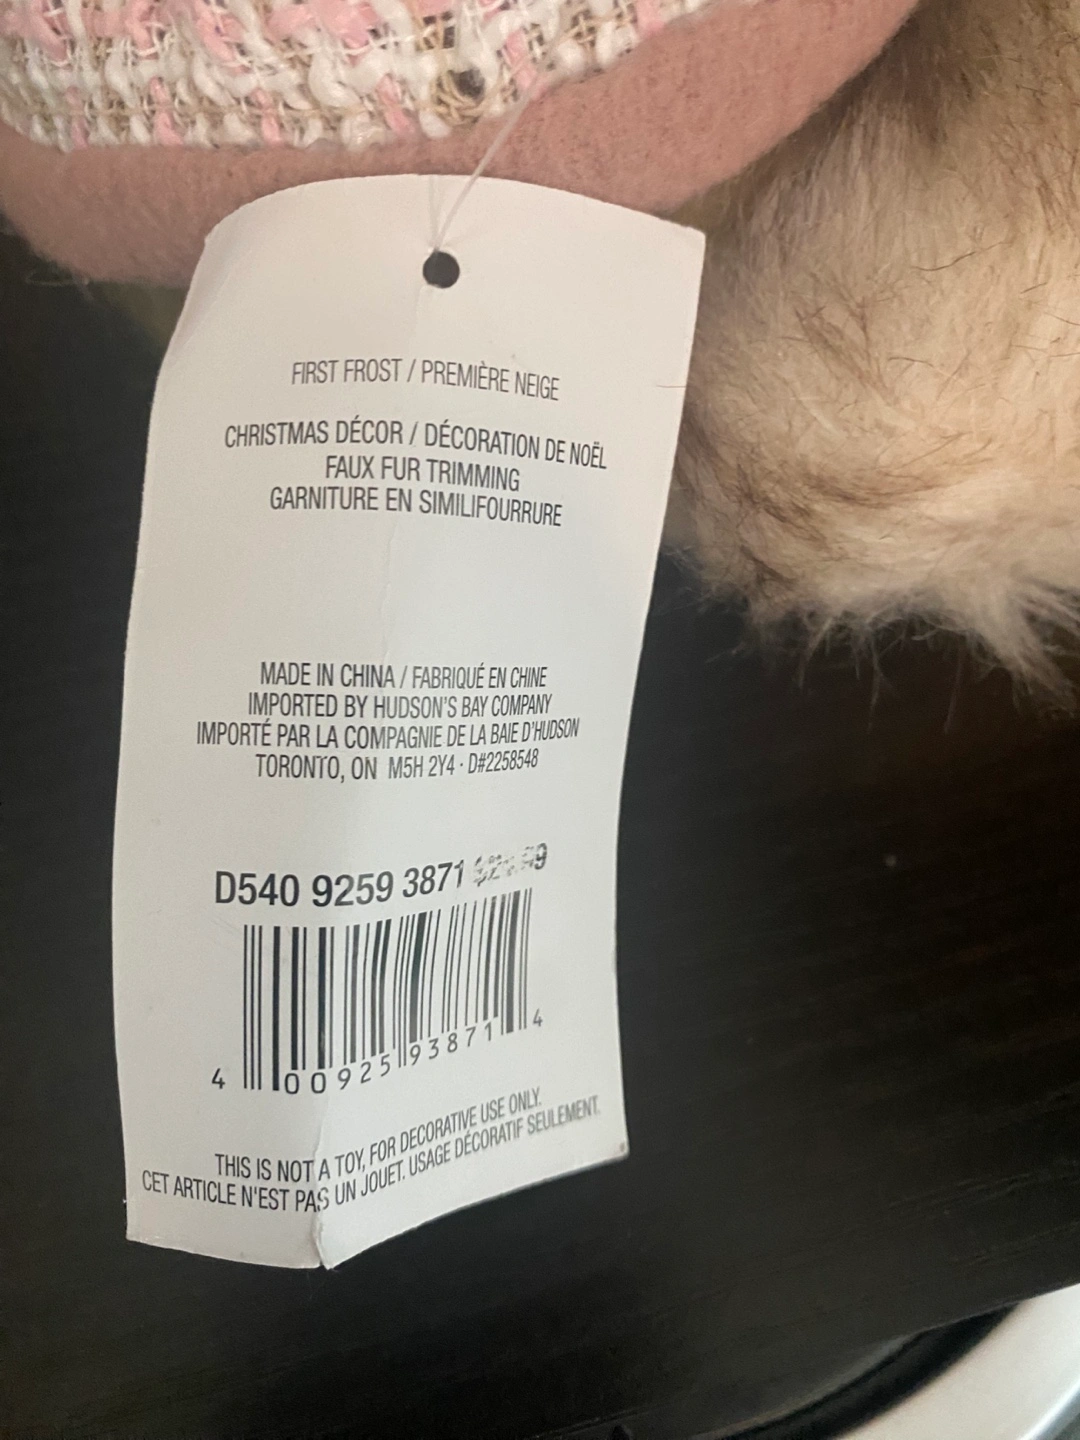 FIRST FROST / PREMIÈRE NEIGE
CHRISTMAS DÉCOR / DÉCORATION DE NOËL
FAUX FUR TRIMMING
GARNITURE EN SIMILIFOURRURE
MADE IN CHINA / FABRIQUÉ EN CHINE
IMPORTED BY HUDSON'S BAY COMPANY
IMPORTÉ PAR LA COMPAGNIE DE LA BAIE D'HUDSON
TORONTO, ON M5H 2Y4 · D#2258548
D540 9259 3871
4 00925 93871 4
THIS IS NOT A TOY, FOR DECORATIVE USE ONLY.
CET ARTICLE N'EST PAS UN JOUET. USAGE DÉCORATIF SEULEMENT.